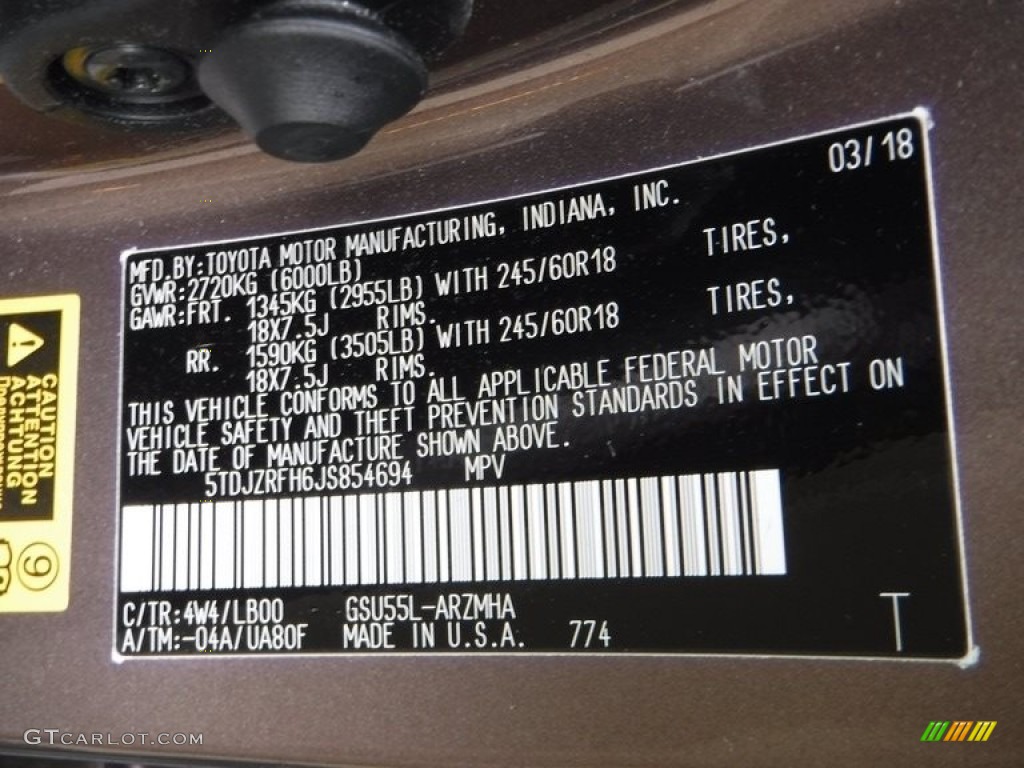 03/18
MFD.BY:TOYOTA MOTOR MANUFACTURING, INDIANA, INC.
GVWR:2720KG (6000LB)
GAWR:FRT. 1345KG (2955LB) WITH 245/60R18 TIRES,
18X7.5J RIMS.
RR. 1590KG (3505LB) WITH 245/60R18 TIRES,
18X7.5J RIMS.
THIS VEHICLE CONFORMS TO ALL APPLICABLE FEDERAL MOTOR
VEHICLE SAFETY AND THEFT PREVENTION STANDARDS IN EFFECT ON
THE DATE OF MANUFACTURE SHOWN ABOVE.
5TDJZRFH6JS854694 MPV
C/TR:4W4/LB00 GSU55L-ARZMHA
A/TM:-04A/UA80F MADE IN U.S.A. 774
T
CAUTION
ATTENTION
ACHTUNG
9
GTCARLOT.COM